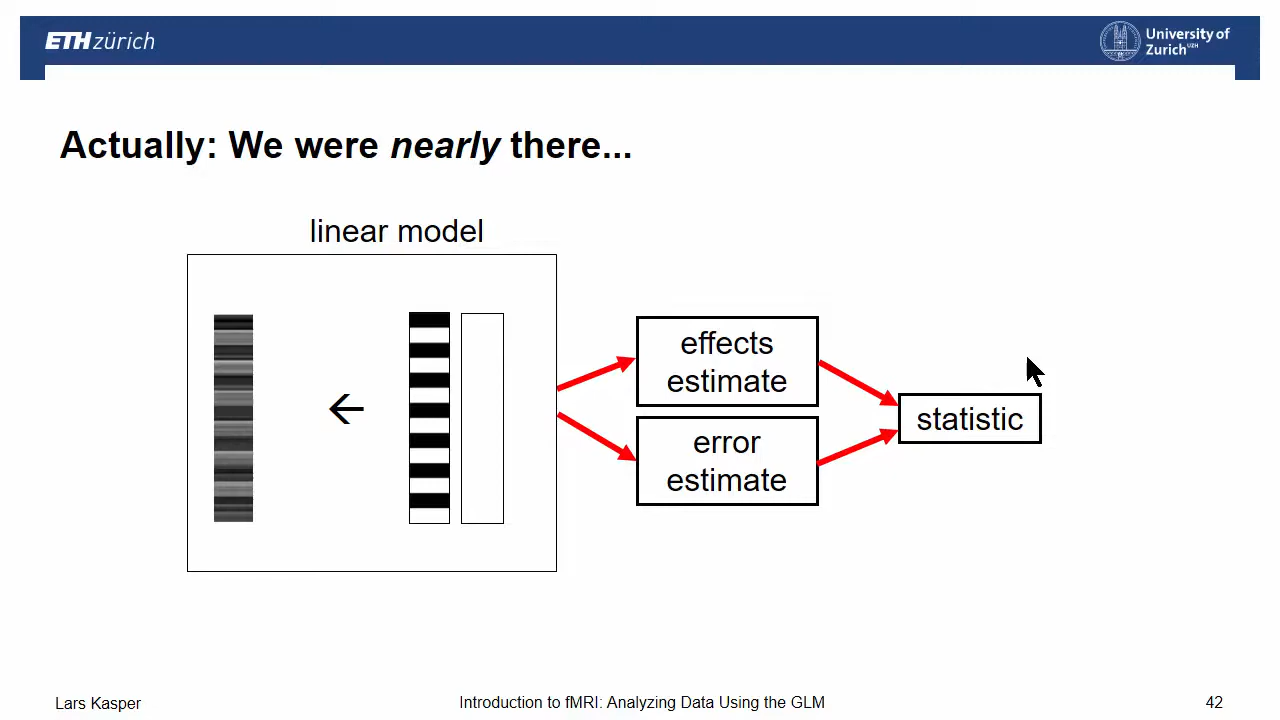 ETH zürich
University of
Zurich UZH
Actually: We were nearly there...
linear model
effects
estimate
error
estimate
statistic
Lars Kasper
Introduction to fMRI: Analyzing Data Using the GLM
42